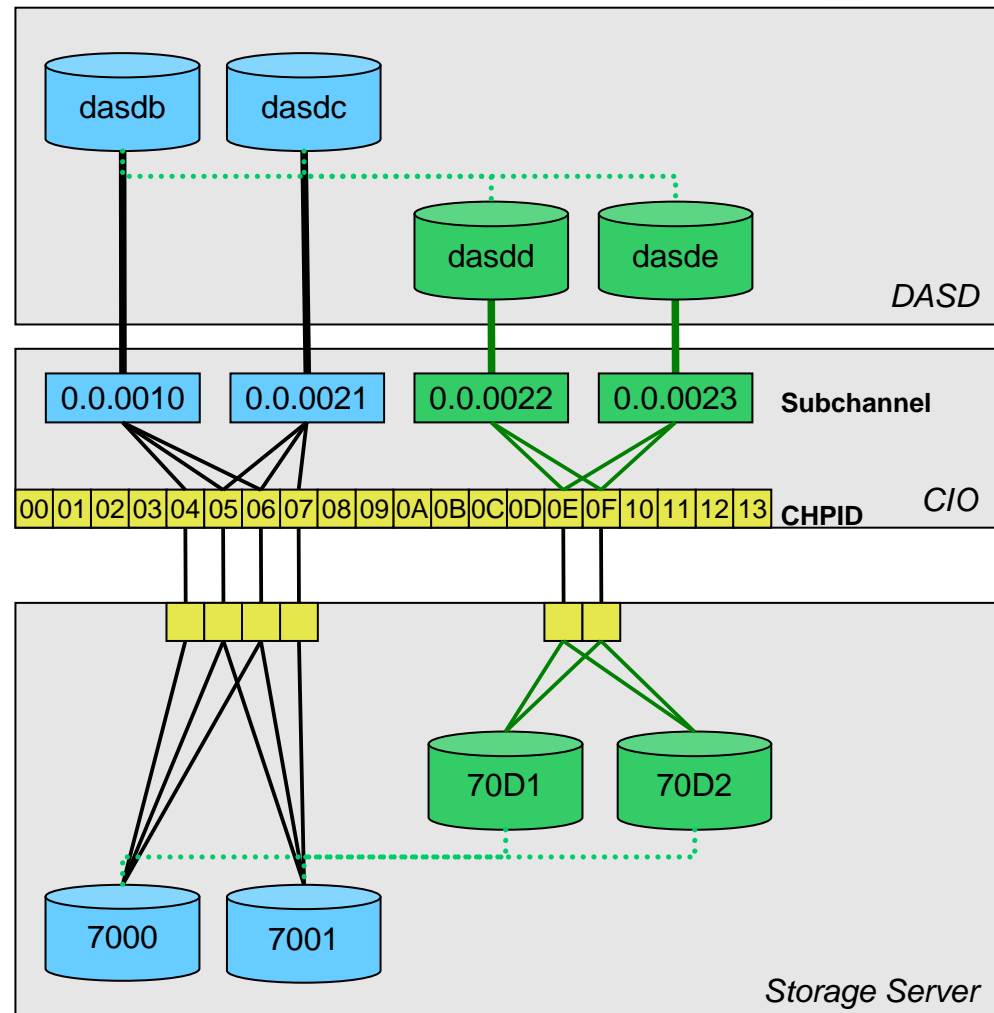 dasdb dasdc
dasdd dasde
DASD
0.0.0010 0.0.0021 0.0.0022 0.0.0023 Subchannel
00 01 02 03 04 05 06 07 08 09 0A 0B 0C 0D 0E 0F 10 11 12 13 CHPID CIO
70D1 70D2
7000 7001
Storage Server